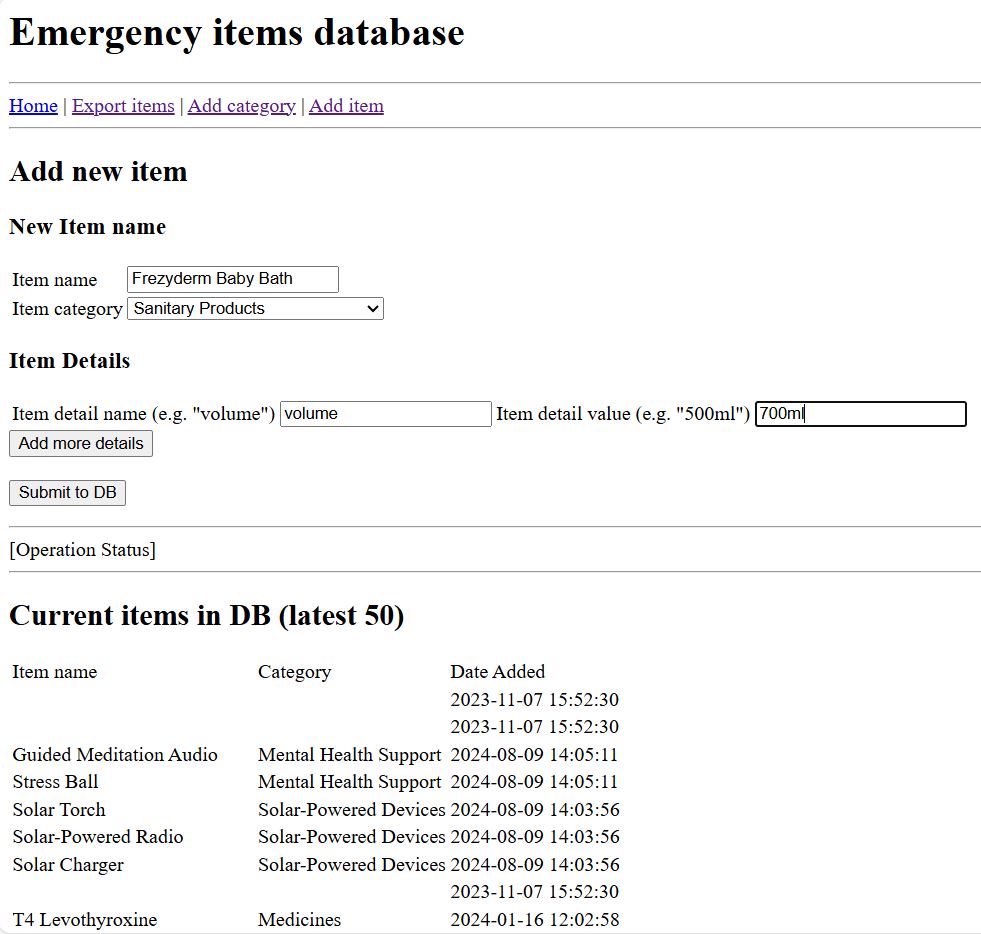 Emergency items database
Home | Export items | Add category | Add item
Add new item
New Item name
Item name Frezyderm Baby Bath
Item category Sanitary Products
Item Details
Item detail name (e.g. "volume") volume Item detail value (e.g. "500ml") 700ml
Add more details
Submit to DB
[Operation Status]
Current items in DB (latest 50)
Item name Category Date Added
2023-11-07 15:52:30
2023-11-07 15:52:30
Guided Meditation Audio Mental Health Support 2024-08-09 14:05:11
Stress Ball Mental Health Support 2024-08-09 14:05:11
Solar Torch Solar-Powered Devices 2024-08-09 14:03:56
Solar-Powered Radio Solar-Powered Devices 2024-08-09 14:03:56
Solar Charger Solar-Powered Devices 2024-08-09 14:03:56
2023-11-07 15:52:30
T4 Levothyroxine Medicines 2024-01-16 12:02:58